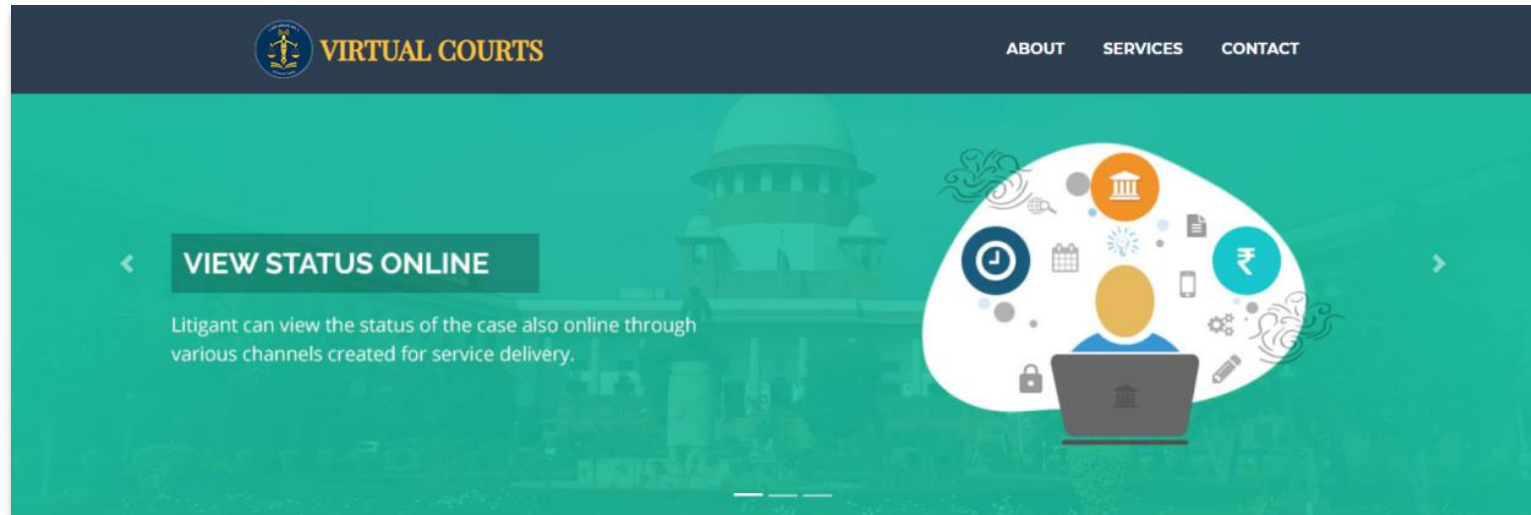 VIRTUAL COURTS
ABOUT SERVICES CONTACT
VIEW STATUS ONLINE
₹
Litigant can view the status of the case also online through
various channels created for service delivery.